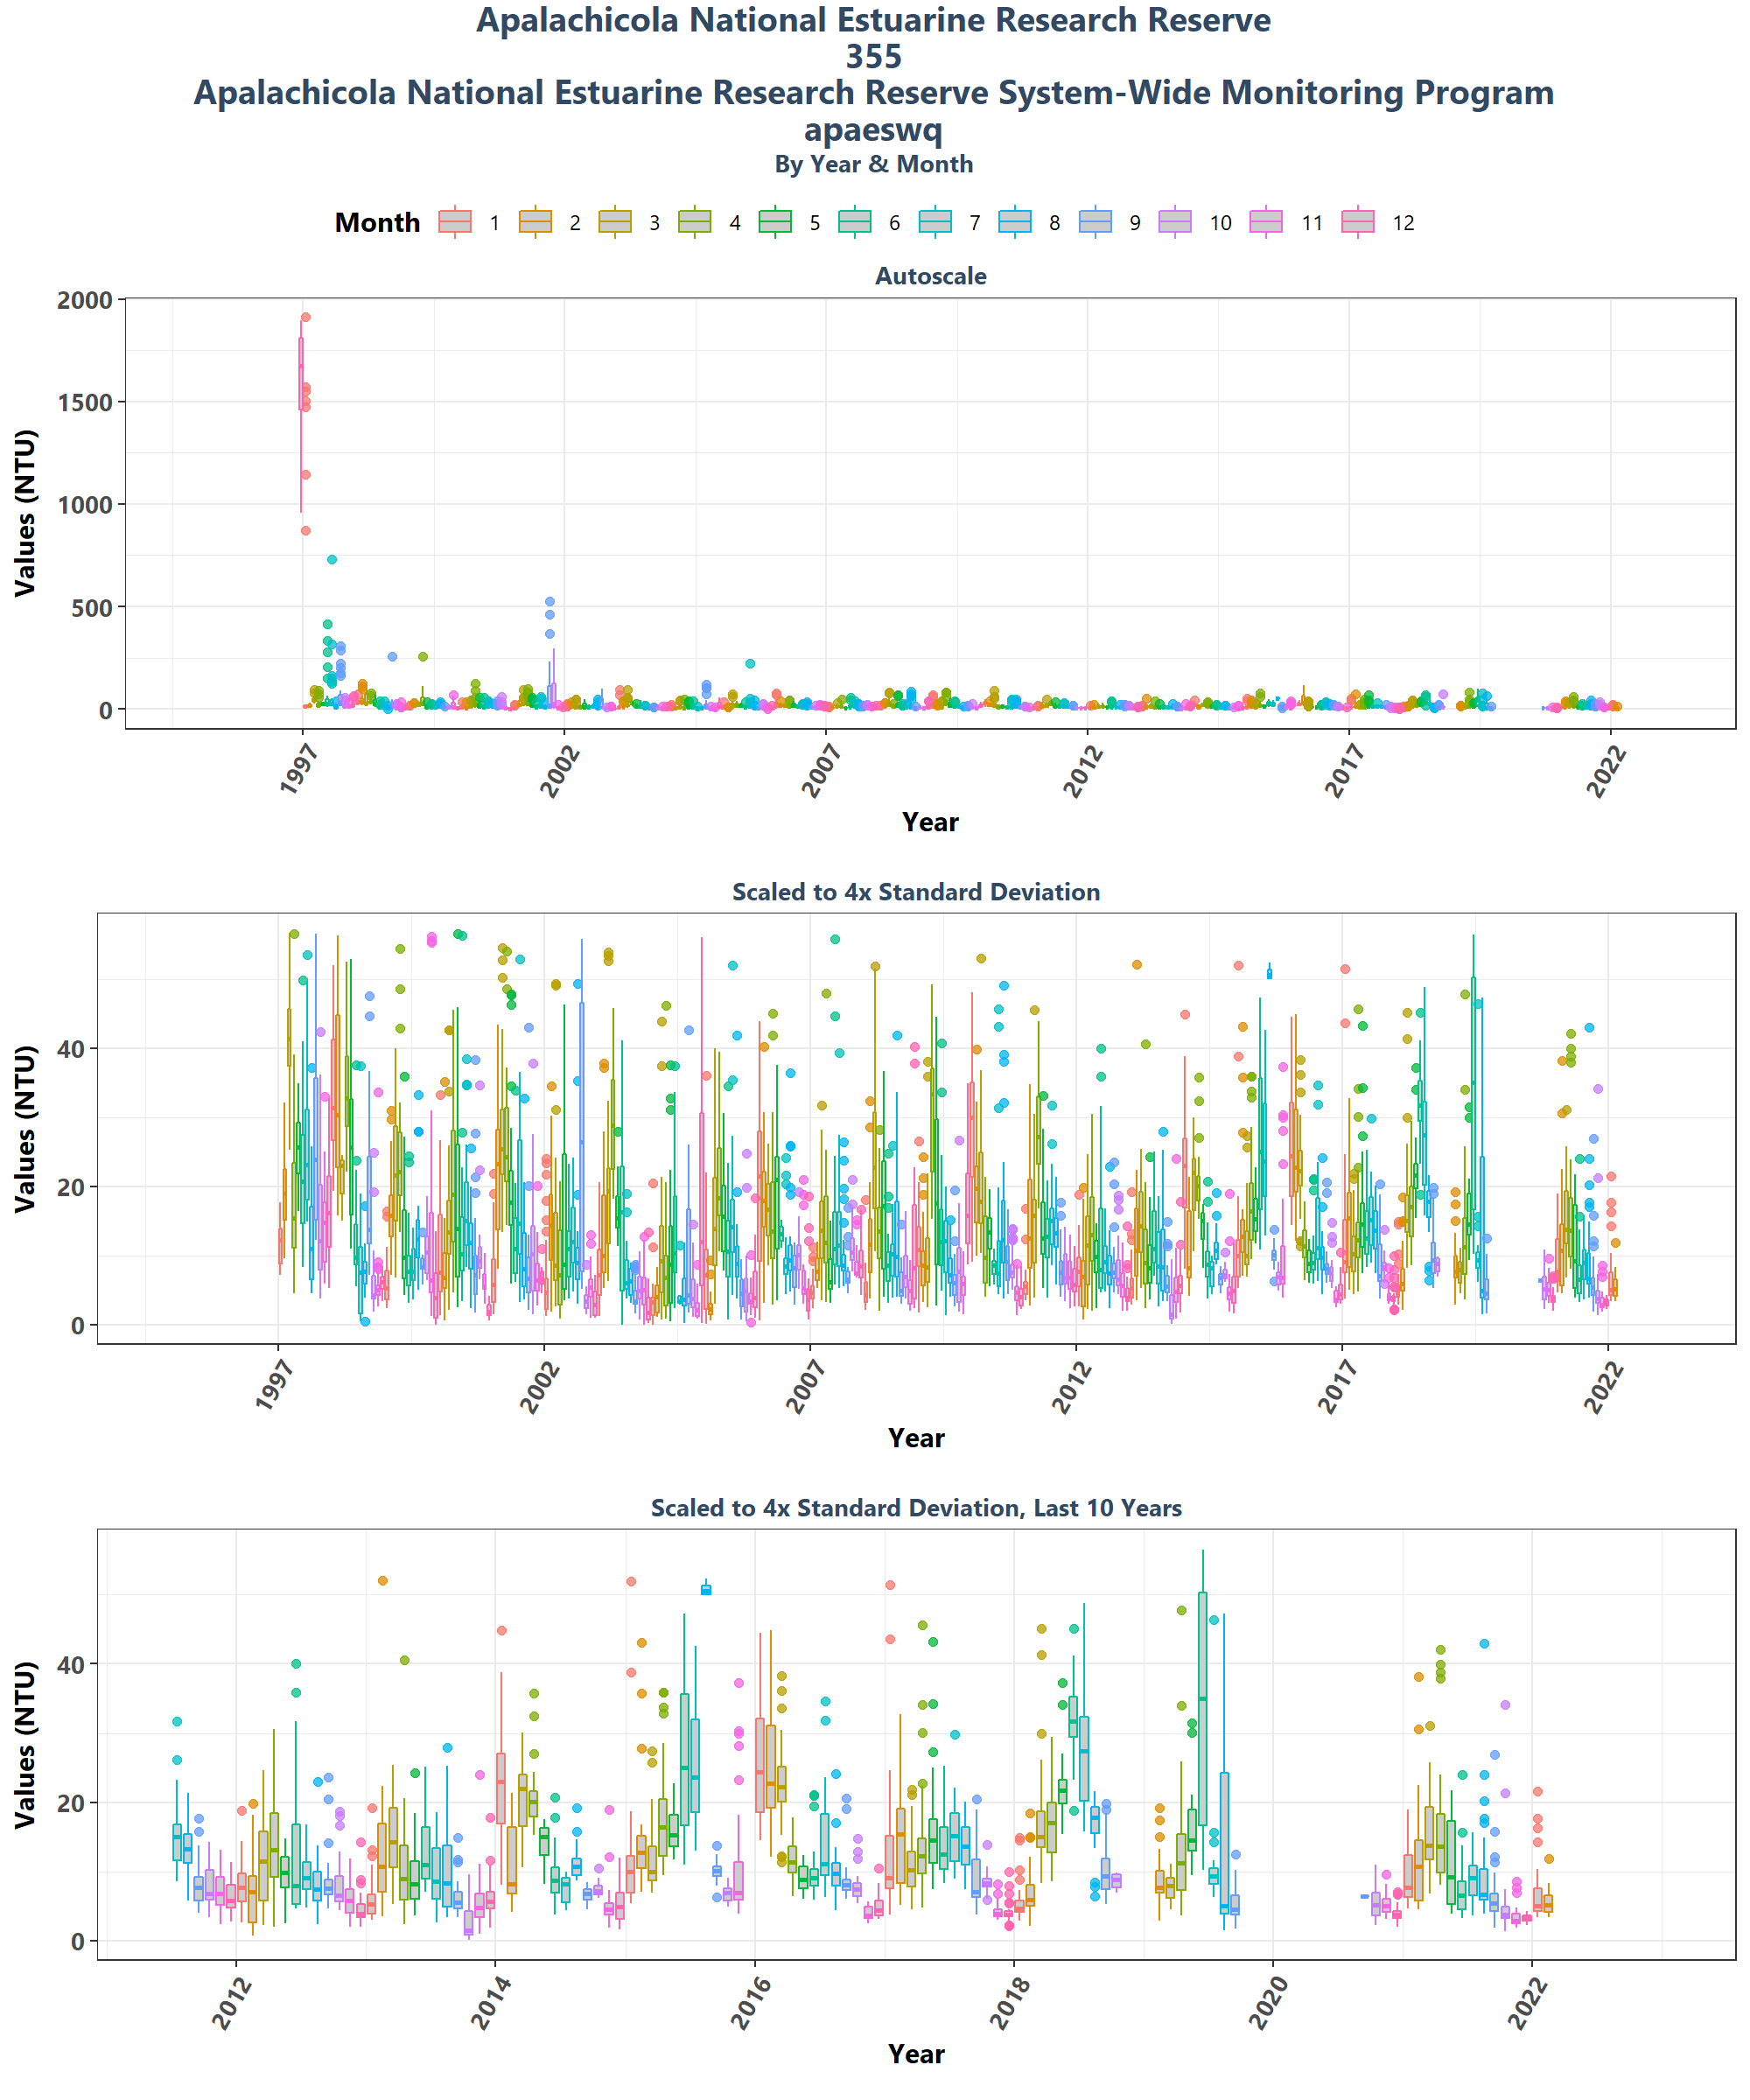 Apalachicola National Estuarine Research Reserve
355
Apalachicola National Estuarine Research Reserve System-Wide Monitoring Program
apaeswq
By Year & Month
Month 1 2 3 4 5 6 7 8 9 10 11 12
Autoscale
Values (NTU)
2000
1500
1000
500
0
1997 2002 2007 2012 2017 2022
Year
Scaled to 4x Standard Deviation
Values (NTU)
40
20
0
1997 2002 2007 2012 2017 2022
Year
Scaled to 4x Standard Deviation, Last 10 Years
Values (NTU)
40
20
0
2012 2014 2016 2018 2020 2022
Year